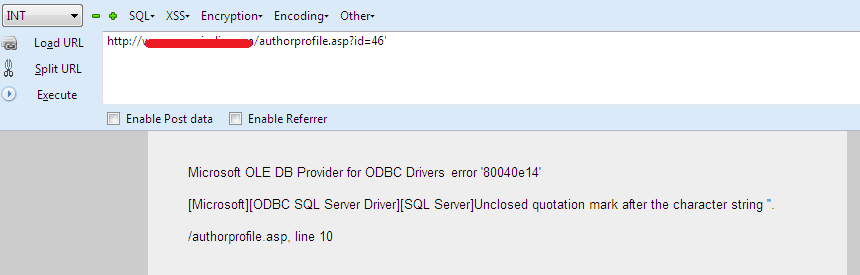 INT SQL XSS Encryption Encoding Other
Load URL http:// /authorprofile.asp?id=46'
Split URL
Execute
Enable Post data Enable Referrer
Microsoft OLE DB Provider for ODBC Drivers error '80040e14'
[Microsoft][ODBC SQL Server Driver][SQL Server]Unclosed quotation mark after the character string ''.
/authorprofile.asp, line 10